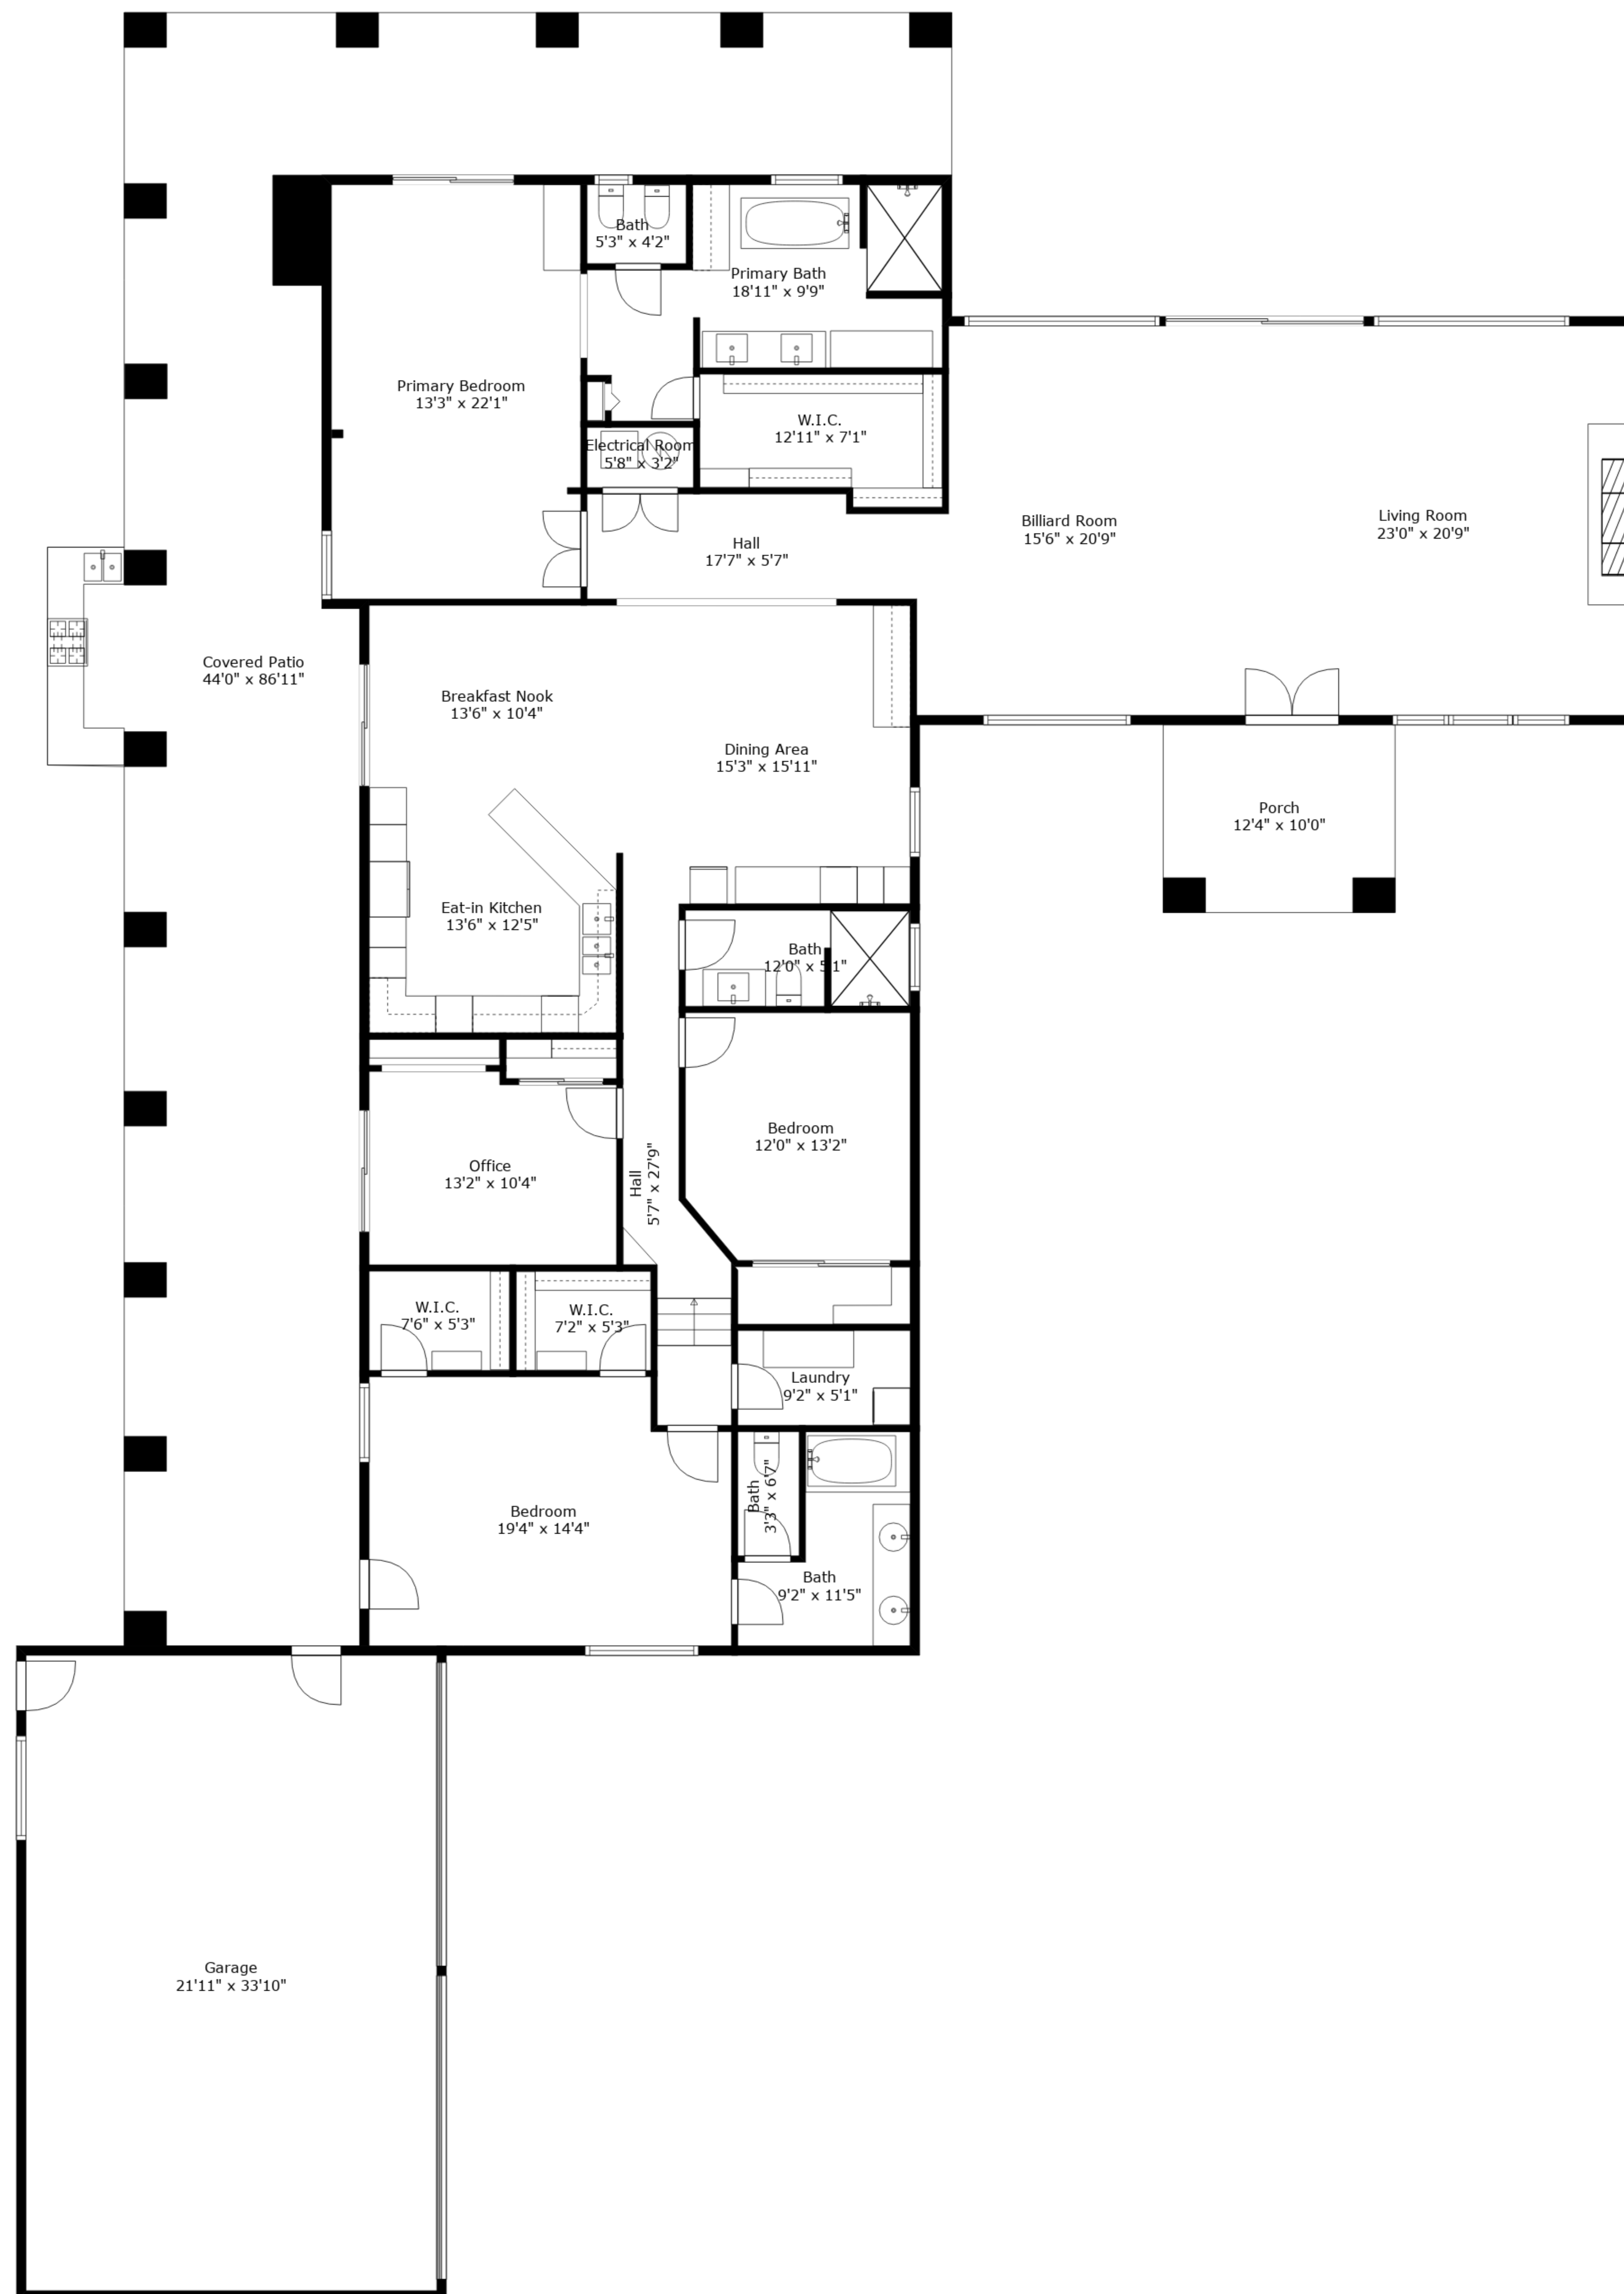 Bath
5'3" x 4'2"
Primary Bath
18'11" x 9'9"
Primary Bedroom
13'3" x 22'1"
W.I.C.
12'11" x 7'1"
Electrical Room
5'8" x 3'2"
Billiard Room
15'6" x 20'9"
Living Room
23'0" x 20'9"
Hall
17'7" x 5'7"
Covered Patio
44'0" x 86'11"
Breakfast Nook
13'6" x 10'4"
Dining Area
15'3" x 15'11"
Porch
12'4" x 10'0"
Eat-in Kitchen
13'6" x 12'5"
Bath
12'0" x 5'1"
Bedroom
12'0" x 13'2"
Office
13'2" x 10'4"
Hall
5'7" x 27'9"
W.I.C.
7'6" x 5'3"
W.I.C.
7'2" x 5'3"
Laundry
9'2" x 5'1"
Bedroom
19'4" x 14'4"
Bath
3'3" x 6'7"
Bath
9'2" x 11'5"
Garage
21'11" x 33'10"